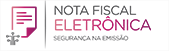 NOTA FISCAL
ELETRÔNICA
SEGURANÇA NA EMISSÃO